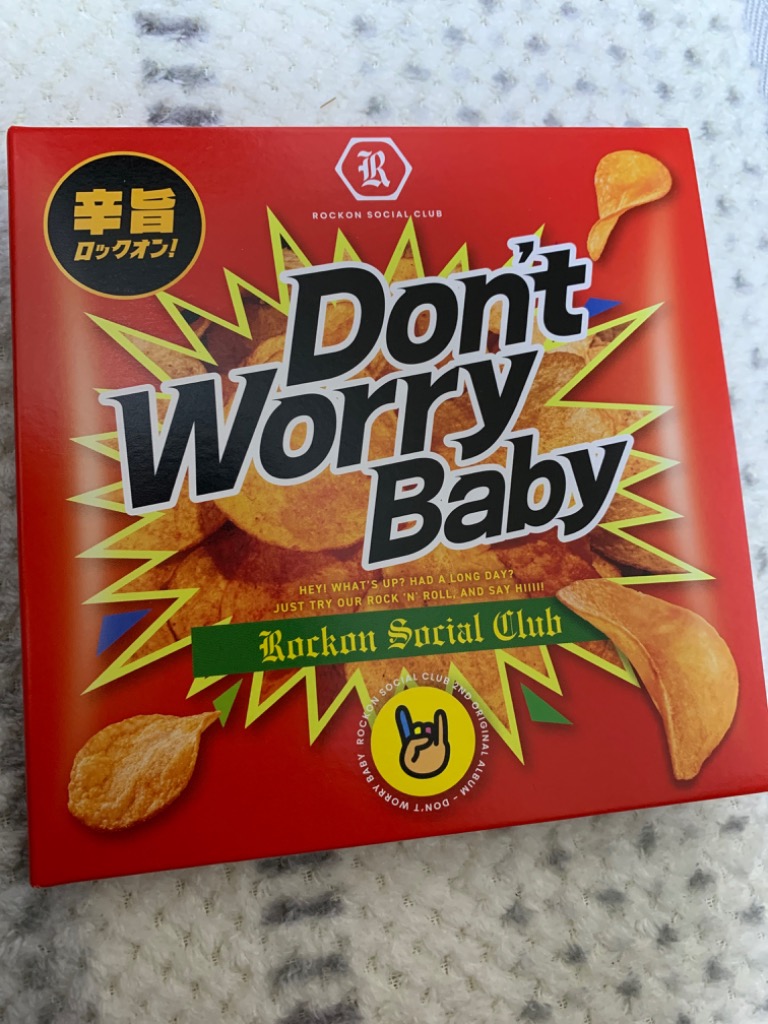 R
ROCKON SOCIAL CLUB
辛旨
ロックオン!
Don't
Worry
Baby
HEY! WHAT'S UP? HAD A LONG DAY?
JUST TRY OUR ROCK 'N' ROLL, AND SAY HIIIII!
Rockon Social Club
ROCKON SOCIAL CLUB 2ND ORIGINAL ALBUM - DON'T WORRY BABY